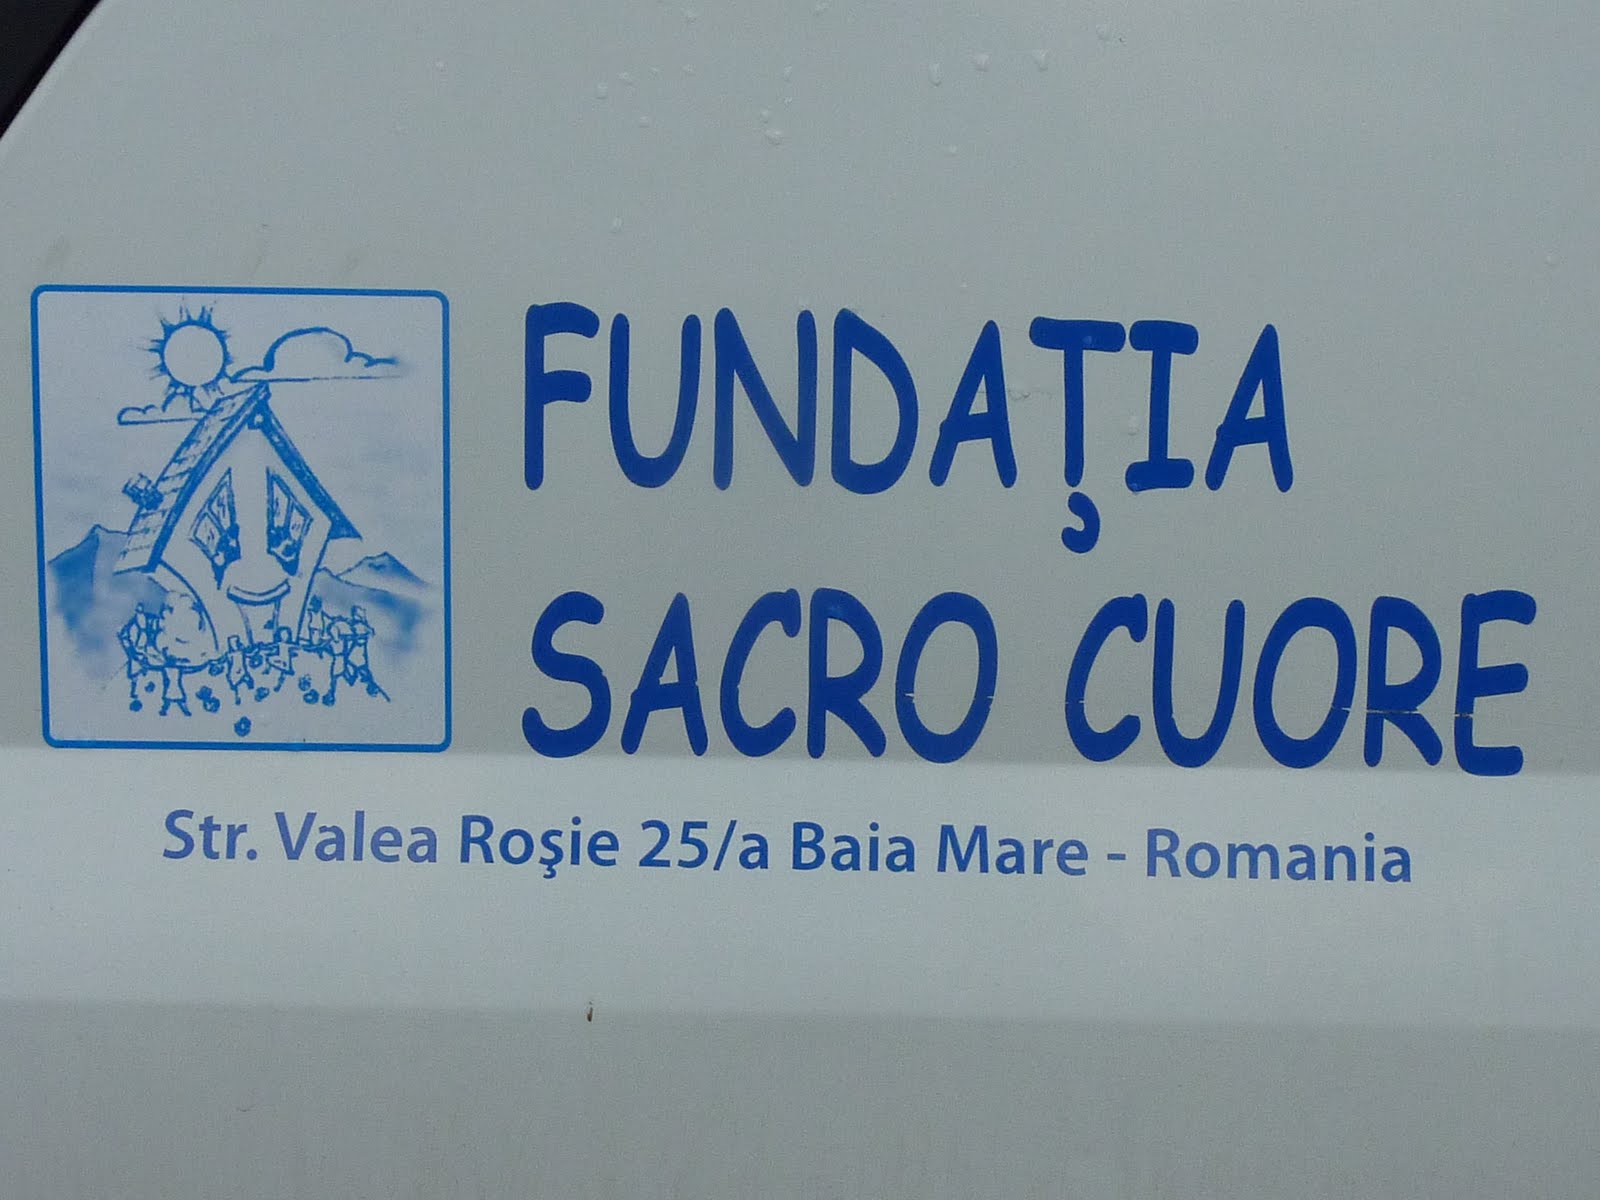 FUNDAȚIA
SACRO CUORE
Str. Valea Roşie 25/a Baia Mare - Romania